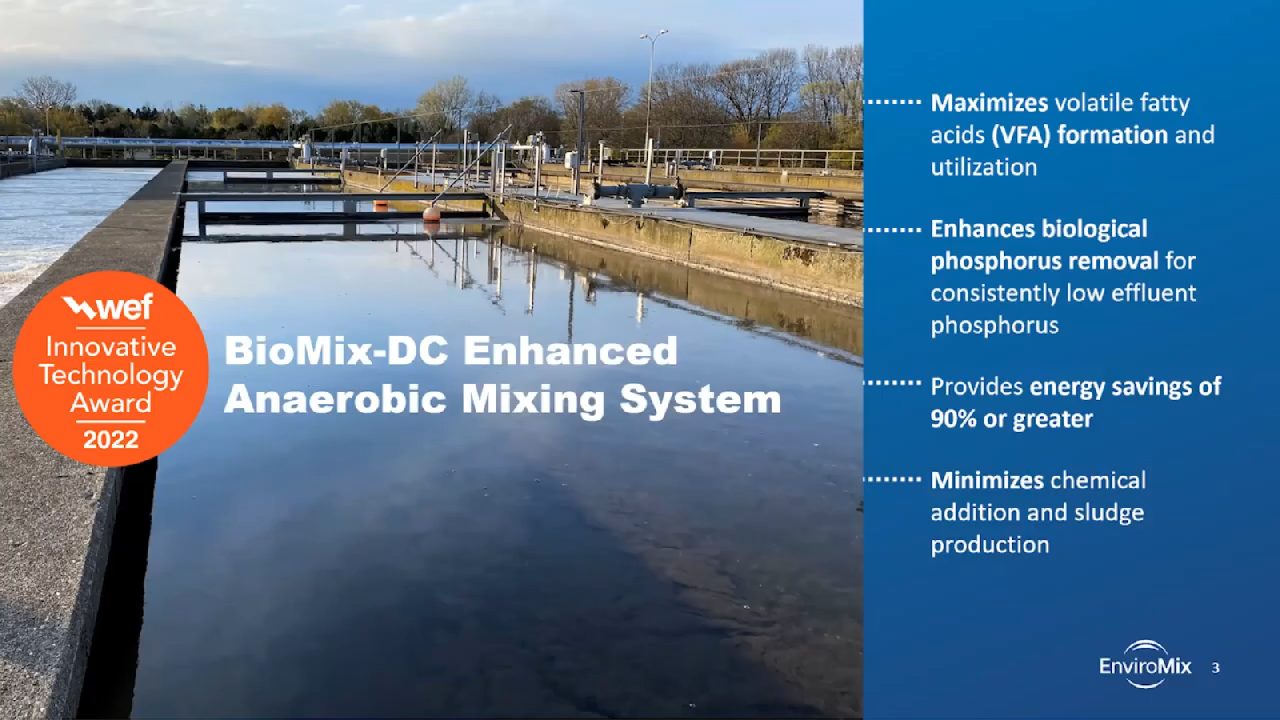 wef
Innovative
Technology
Award
2022
BioMix-DC Enhanced
Anaerobic Mixing System
Maximizes volatile fatty
acids (VFA) formation and
utilization
Enhances biological
phosphorus removal for
consistently low effluent
phosphorus
Provides energy savings of
90% or greater
Minimizes chemical
addition and sludge
production
EnviroMix
3